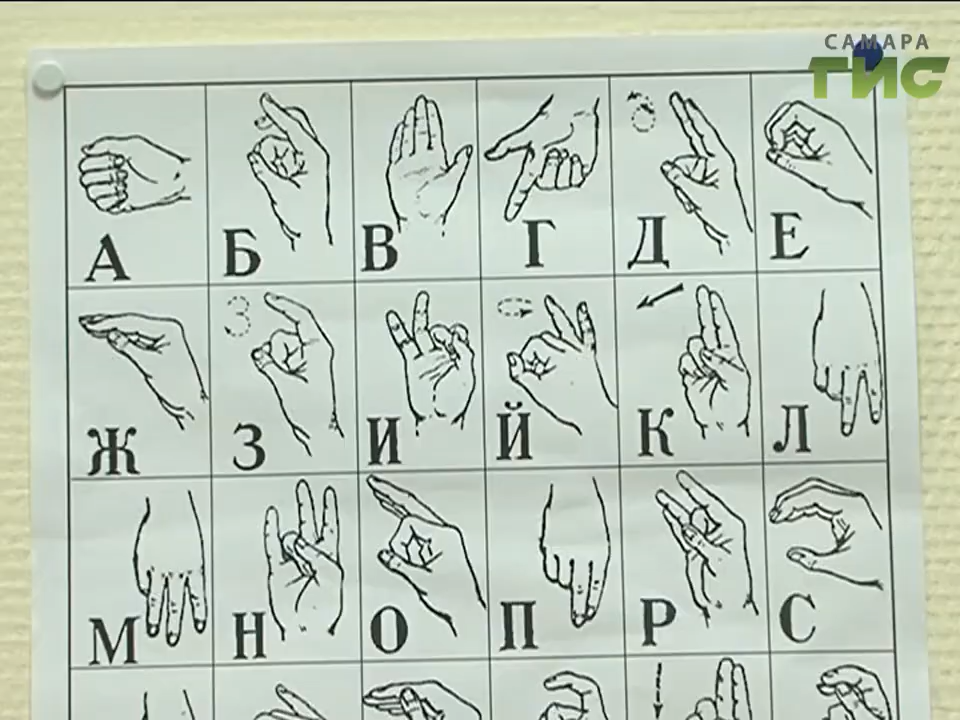 САМАРА
ГИС
А Б В Г Д Е
Ж З И Й К Л
М Н О П Р С